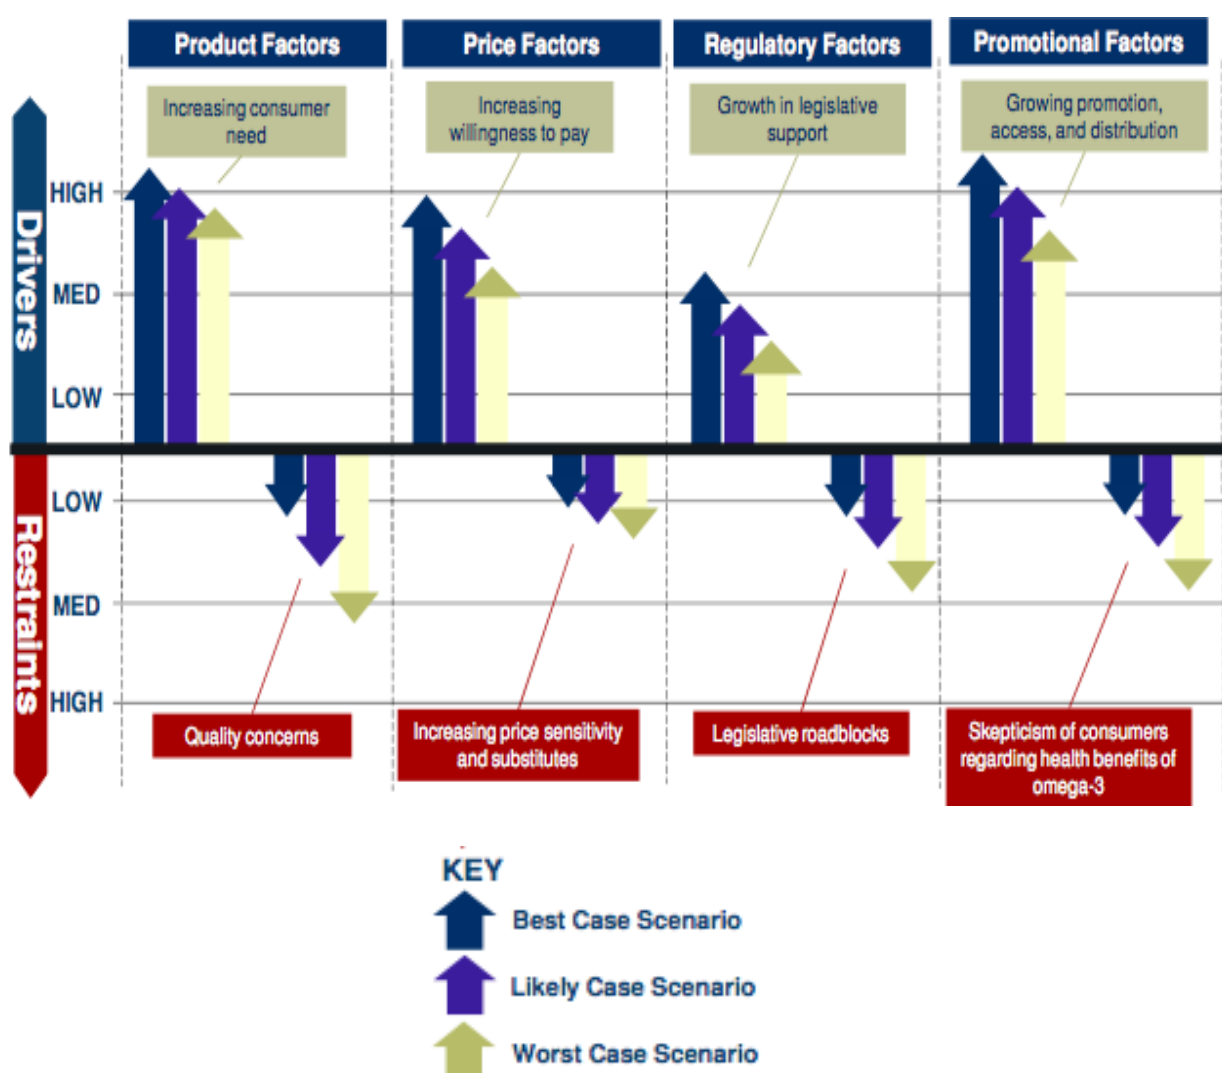 Product Factors
Price Factors
Regulatory Factors
Promotional Factors
Increasing consumer
need
Increasing
willingness to pay
Growth in legislative
support
Growing promotion,
access, and distribution
Drivers
HIGH
MED
LOW
Restraints
LOW
MED
HIGH
Quality concerns
Increasing price sensitivity
and substitutes
Legislative roadblocks
Skepticism of consumers
regarding health benefits of
omega-3
KEY
Best Case Scenario
Likely Case Scenario
Worst Case Scenario